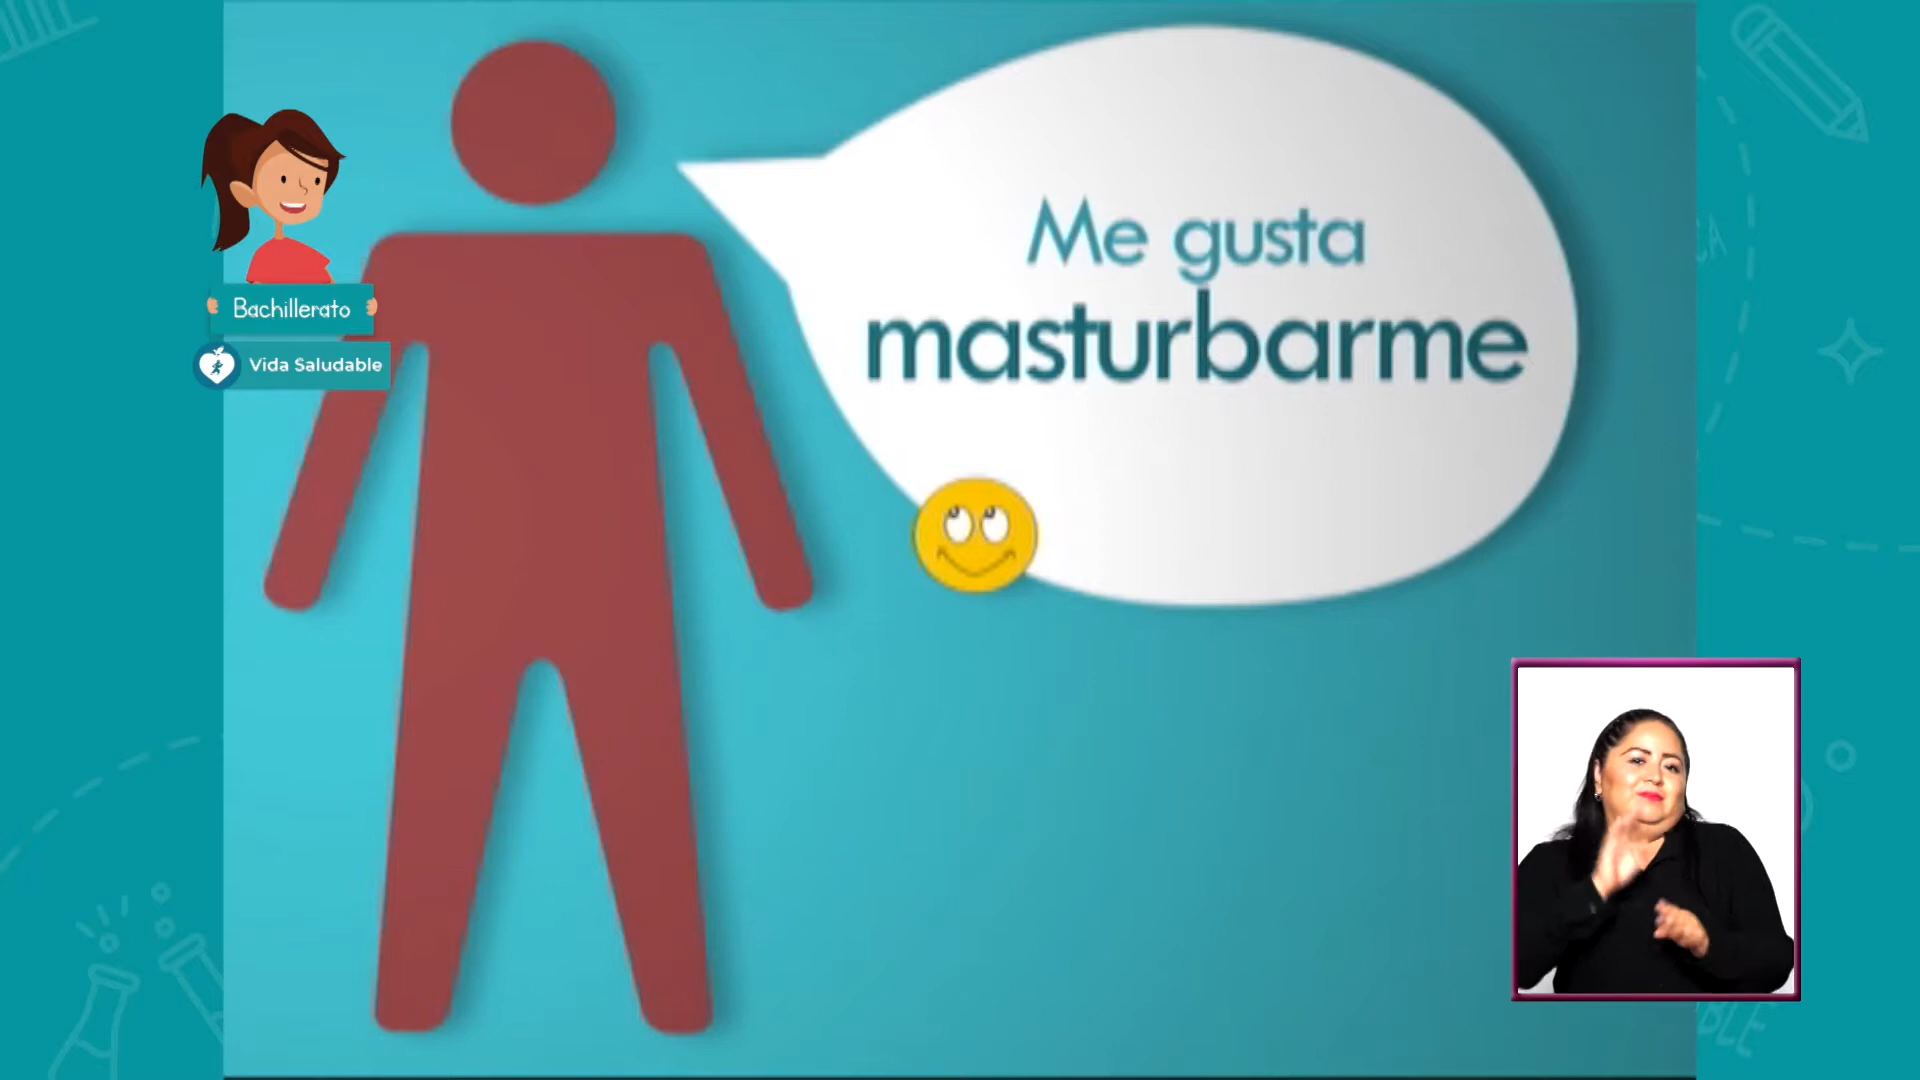 Me gusta
masturbarme
Bachillerato
Vida Saludable